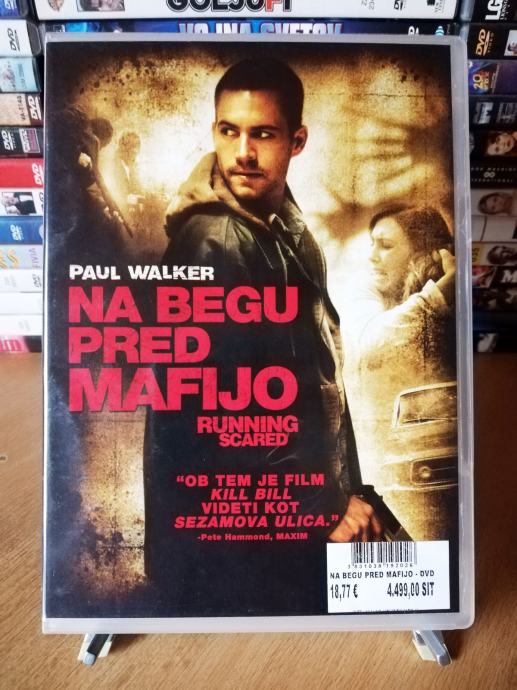 PAUL WALKER
NA BEGU
PRED
MAFIJO
RUNNING
SCARED
“OB TEM JE FILM
KILL BILL
VIDETI KOT
SEZAMOVA ULICA.”
-Pete Hammond, MAXIM
3831038192026
NA BEGU PRED MAFIJO - DVD
18,77 € 4.499,00 SIT